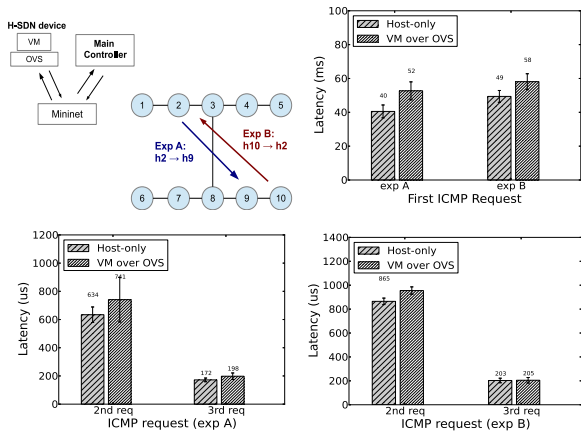 H-SDN device
VM
OVS
Main
Controller
Mininet
1 2 3 4 5
Exp A:
h2 → h9
Exp B:
h10 → h2
6 7 8 9 10
Host-only
VM over OVS
100
80
60
40
20
0
Latency (ms)
40
52
49
58
exp A
exp B
First ICMP Request
Host-only
VM over OVS
1200
1000
800
600
400
200
0
Latency (us)
634
741
172
198
2nd req
3rd req
ICMP request (exp A)
Host-only
VM over OVS
1400
1200
1000
800
600
400
200
0
Latency (us)
865
203
205
2nd req
3rd req
ICMP request (exp B)